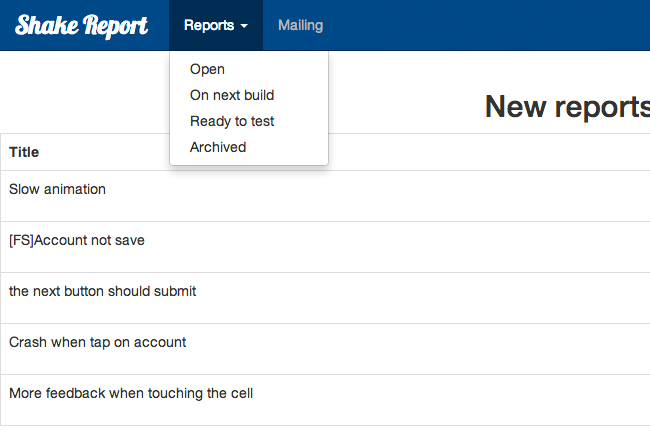 Shake Report
Reports
Mailing
Open
On next build
Ready to test
Archived
New reports
Title
Slow animation
[FS]Account not save
the next button should submit
Crash when tap on account
More feedback when touching the cell